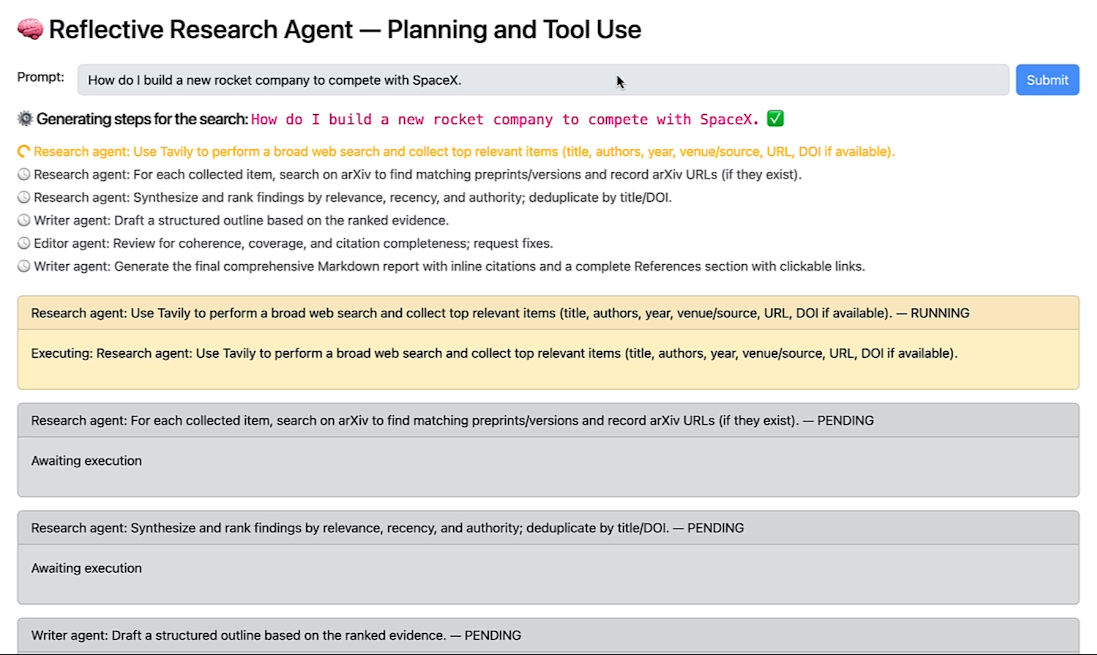 🧠 Reflective Research Agent — Planning and Tool Use
Prompt:
How do I build a new rocket company to compete with SpaceX.
Submit
⚙️ Generating steps for the search: How do I build a new rocket company to compete with SpaceX. ✅
Research agent: Use Tavily to perform a broad web search and collect top relevant items (title, authors, year, venue/source, URL, DOI if available).
Research agent: For each collected item, search on arXiv to find matching preprints/versions and record arXiv URLs (if they exist).
Research agent: Synthesize and rank findings by relevance, recency, and authority; deduplicate by title/DOI.
Writer agent: Draft a structured outline based on the ranked evidence.
Editor agent: Review for coherence, coverage, and citation completeness; request fixes.
Writer agent: Generate the final comprehensive Markdown report with inline citations and a complete References section with clickable links.
Research agent: Use Tavily to perform a broad web search and collect top relevant items (title, authors, year, venue/source, URL, DOI if available). — RUNNING
Executing: Research agent: Use Tavily to perform a broad web search and collect top relevant items (title, authors, year, venue/source, URL, DOI if available).
Research agent: For each collected item, search on arXiv to find matching preprints/versions and record arXiv URLs (if they exist). — PENDING
Awaiting execution
Research agent: Synthesize and rank findings by relevance, recency, and authority; deduplicate by title/DOI. — PENDING
Awaiting execution
Writer agent: Draft a structured outline based on the ranked evidence. — PENDING